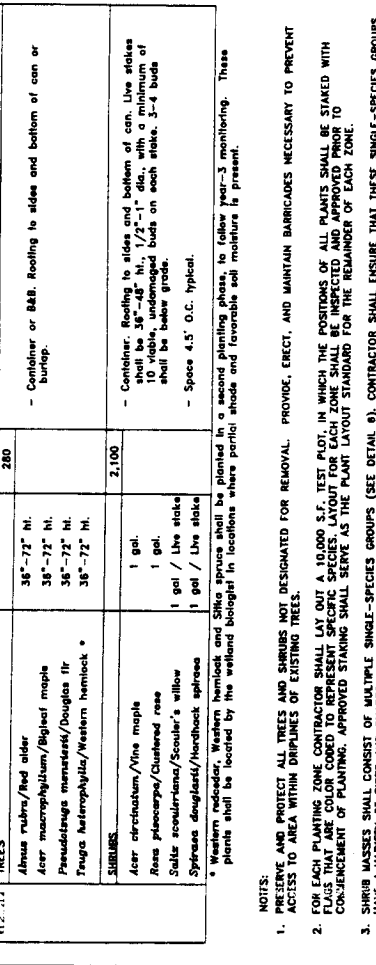 TREES
280
Alnus rubra/Red alder 36"-72" ht.
Acer macrophyllum/Bigleaf maple 36"-72" ht.
Pseudotsuga menziesii/Douglas fir 36"-72" ht.
Tsuga heterophylla/Western hemlock * 36"-72" ht.
- Container or B&B. Rooting to sides and bottom of can or
burlap.
SHRUBS
2,100
Acer circinatum/Vine maple 1 gal.
Rosa pisocarpa/Clustered rose 1 gal.
Salix scouleriana/Scouler's willow 1 gal / Live stake
Spiraea douglasii/Hardhack spiraea 1 gal / Live stake
- Container. Rooting to sides and bottom of can. Live stakes
shall be 36"-48" ht., 1/2"-1" dia., with a minimum of
10 viable, undamaged buds on each stake. 3-4 buds
shall be below grade.
- Space 4.5' O.C. typical.
* Western redcedar, Western hemlock and Sitka spruce shall be planted in a second planting phase, to follow year-3 monitoring. These
plants shall be located by the wetland biologist in locations where partial shade and favorable soil moisture is present.
NOTES:
1. PRESERVE AND PROTECT ALL TREES AND SHRUBS NOT DESIGNATED FOR REMOVAL. PROVIDE, ERECT, AND MAINTAIN BARRICADES NECESSARY TO PREVENT
ACCESS TO AREA WITHIN DRIPLINES OF EXISTING TREES.
2. FOR EACH PLANTING ZONE CONTRACTOR SHALL LAY OUT A 10,000 S.F. TEST PLOT, IN WHICH THE POSITIONS OF ALL PLANTS SHALL BE STAKED WITH
FLAGS THAT ARE COLOR CODED TO REPRESENT SPECIFIC SPECIES. LAYOUT FOR EACH ZONE SHALL BE INSPECTED AND APPROVED PRIOR TO
COMMENCEMENT OF PLANTING. APPROVED STAKING SHALL SERVE AS THE PLANT LAYOUT STANDARD FOR THE REMAINDER OF EACH ZONE.
3. SHRUB MASSES SHALL CONSIST OF MULTIPLE SINGLE-SPECIES GROUPS (SEE DETAIL 8). CONTRACTOR SHALL ENSURE THAT THESE SINGLE-SPECIES GROUPS